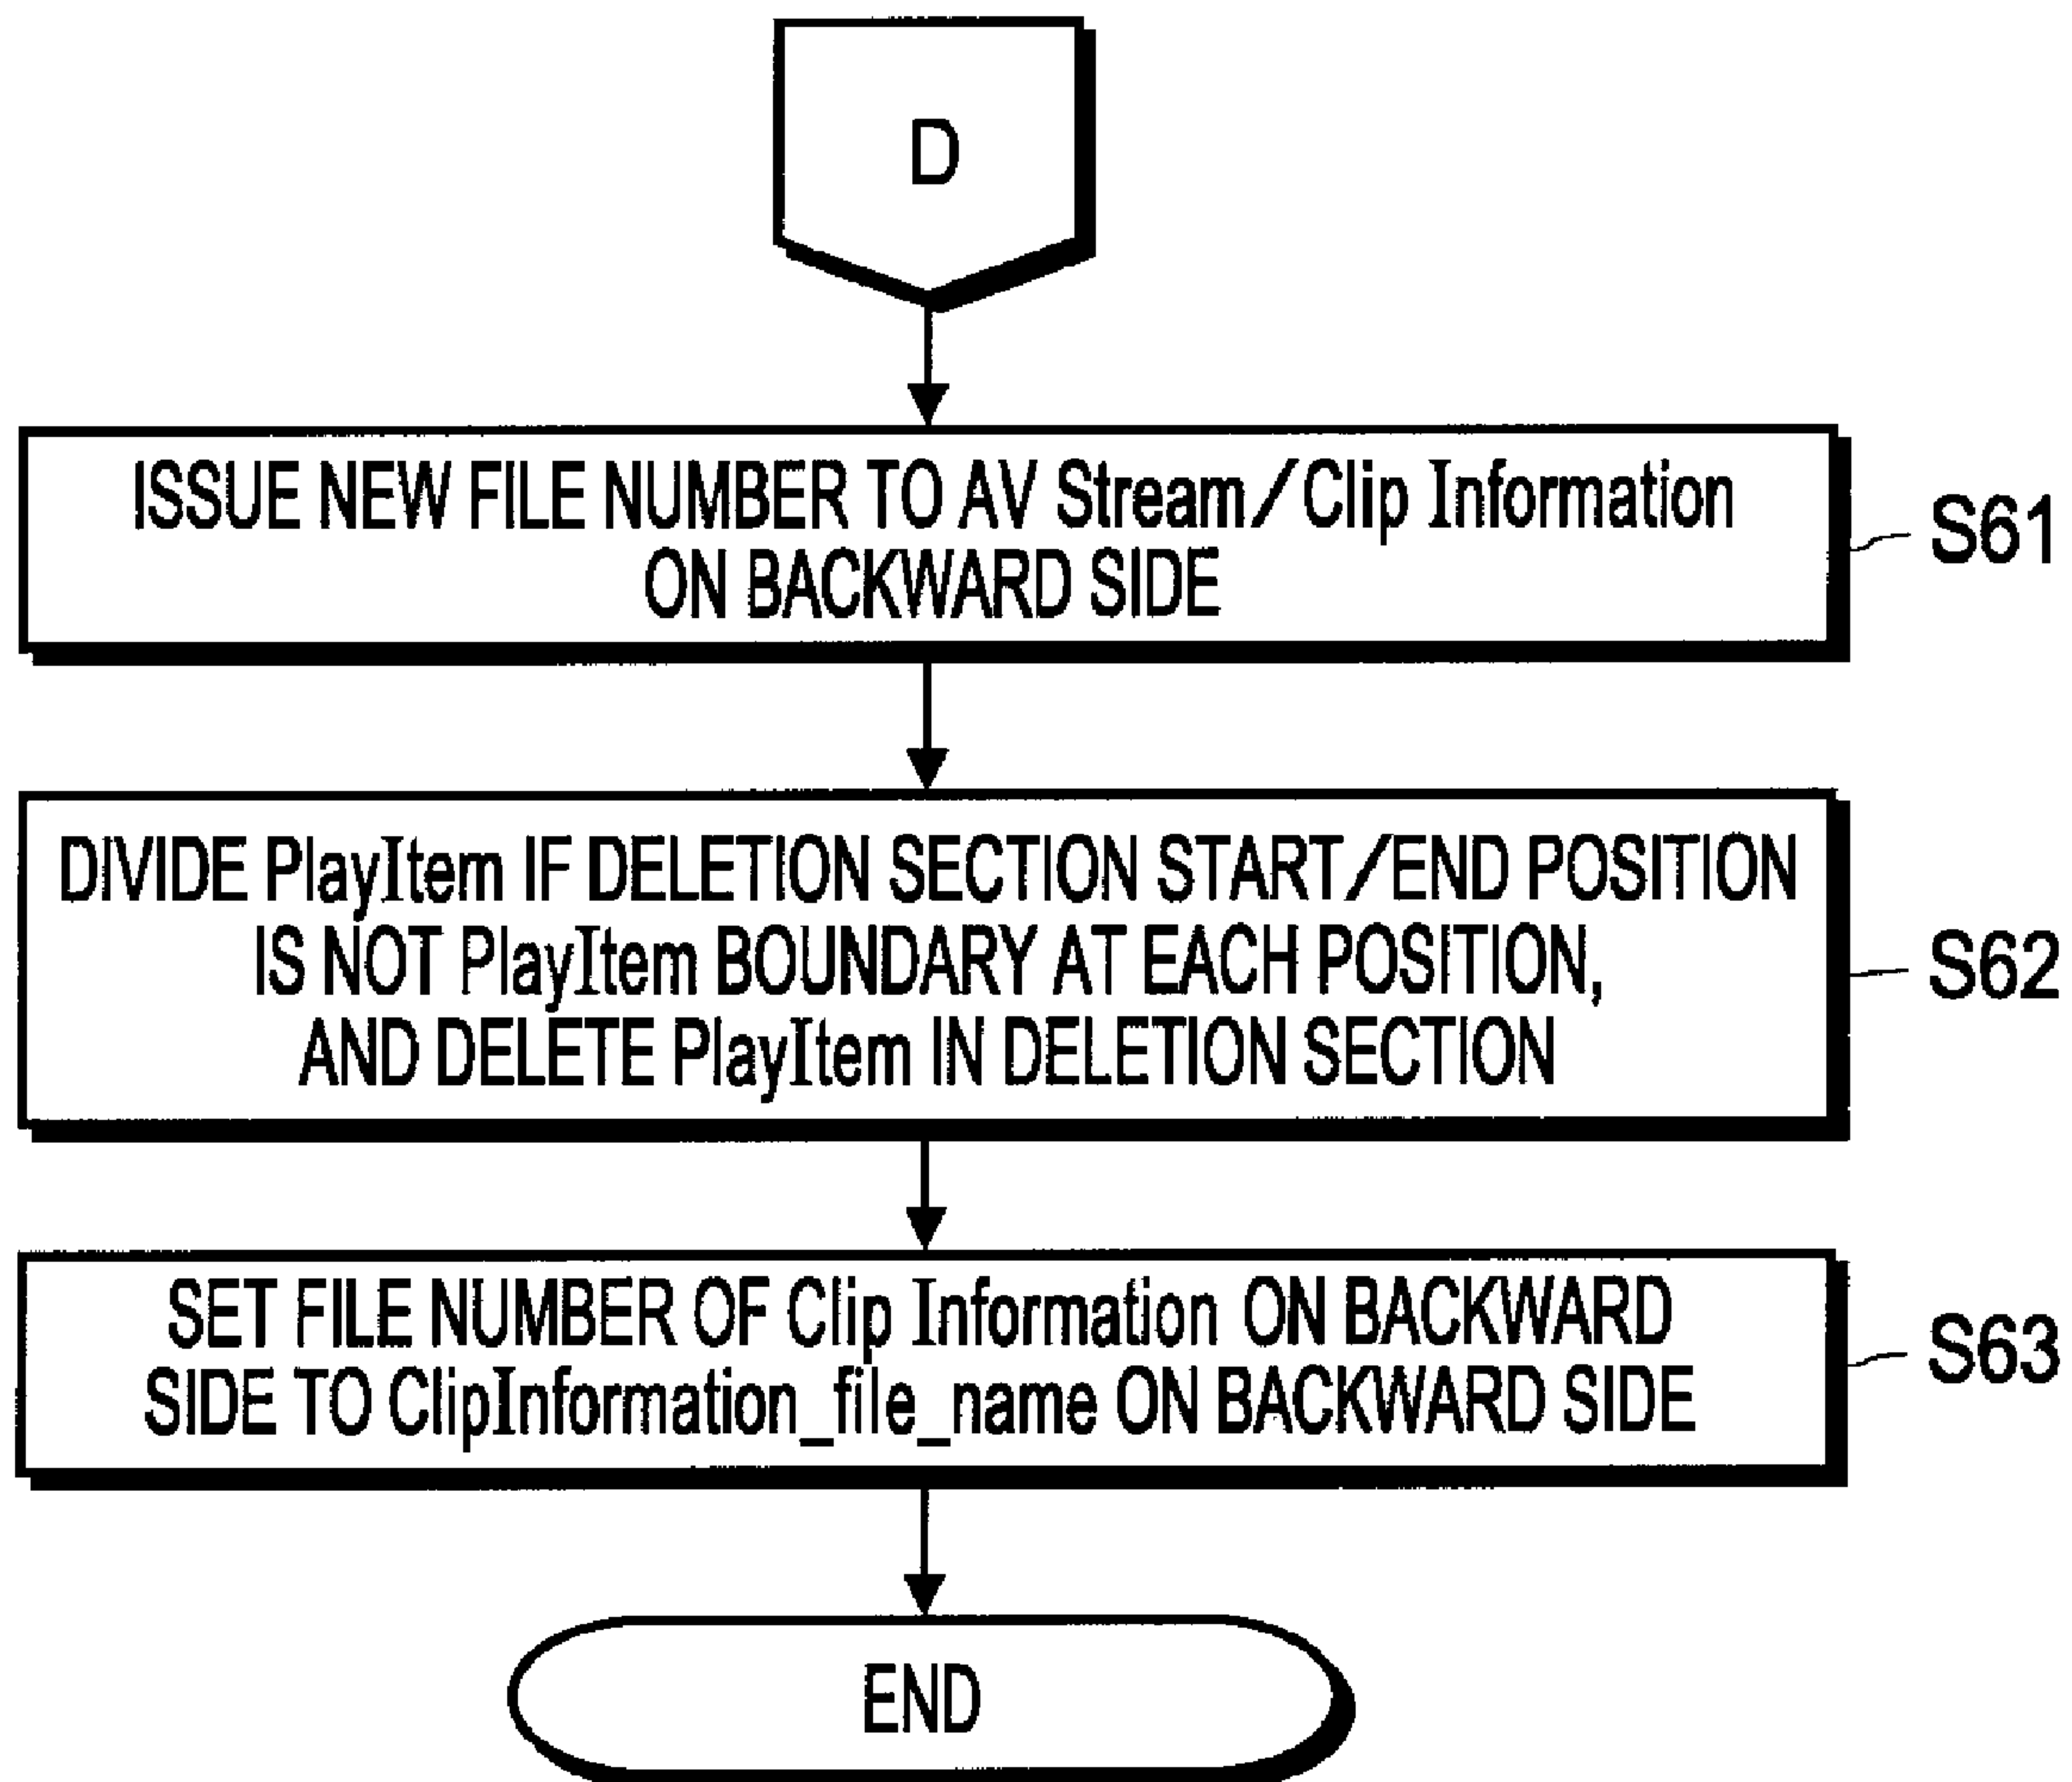 D
ISSUE NEW FILE NUMBER TO AV Stream/Clip Information
ON BACKWARD SIDE
S61
DIVIDE PlayItem IF DELETION SECTION START/END POSITION
IS NOT PlayItem BOUNDARY AT EACH POSITION,
AND DELETE PlayItem IN DELETION SECTION
S62
SET FILE NUMBER OF Clip Information ON BACKWARD
SIDE TO ClipInformation_file_name ON BACKWARD SIDE
S63
END